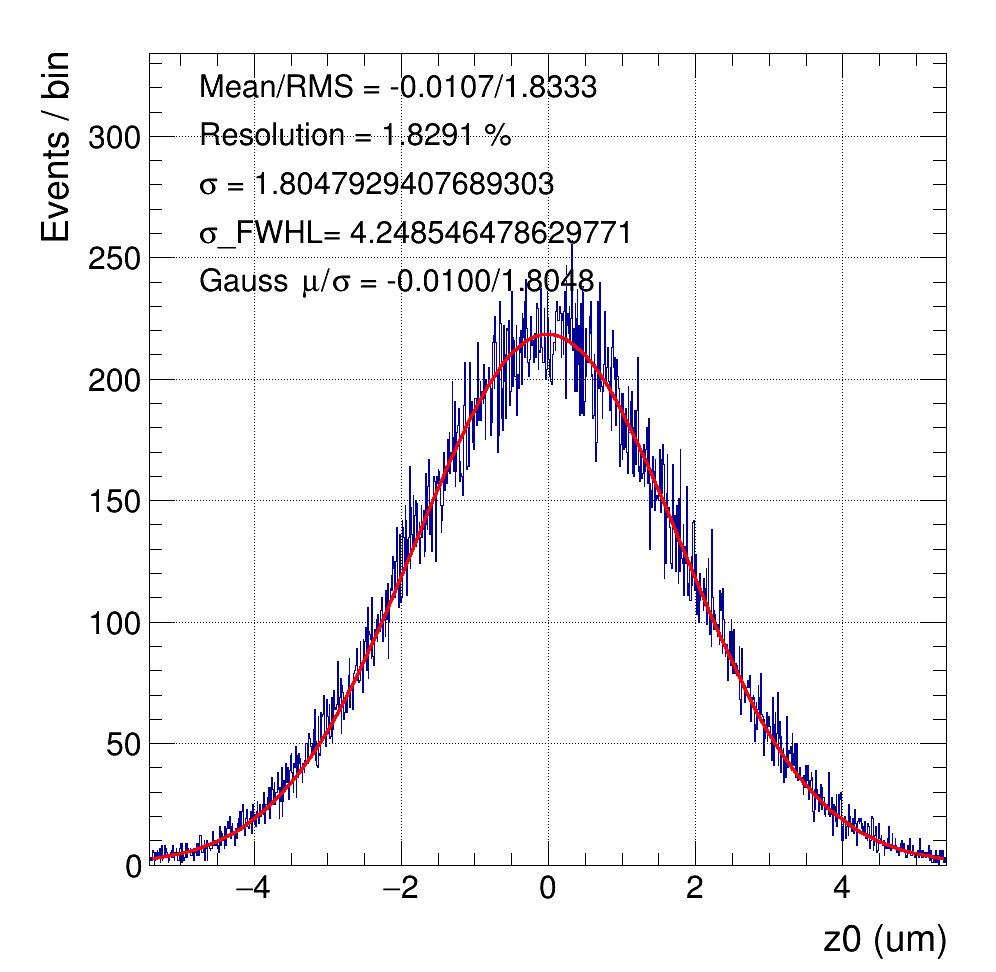 Events / bin
Mean/RMS = -0.0107/1.8333
Resolution = 1.8291 %
σ = 1.8047929407689303
σ_FWHL= 4.248546478629771
Gauss μ/σ = -0.0100/1.8048
300
250
200
150
100
50
0
−4 −2 0 2 4
z0 (um)